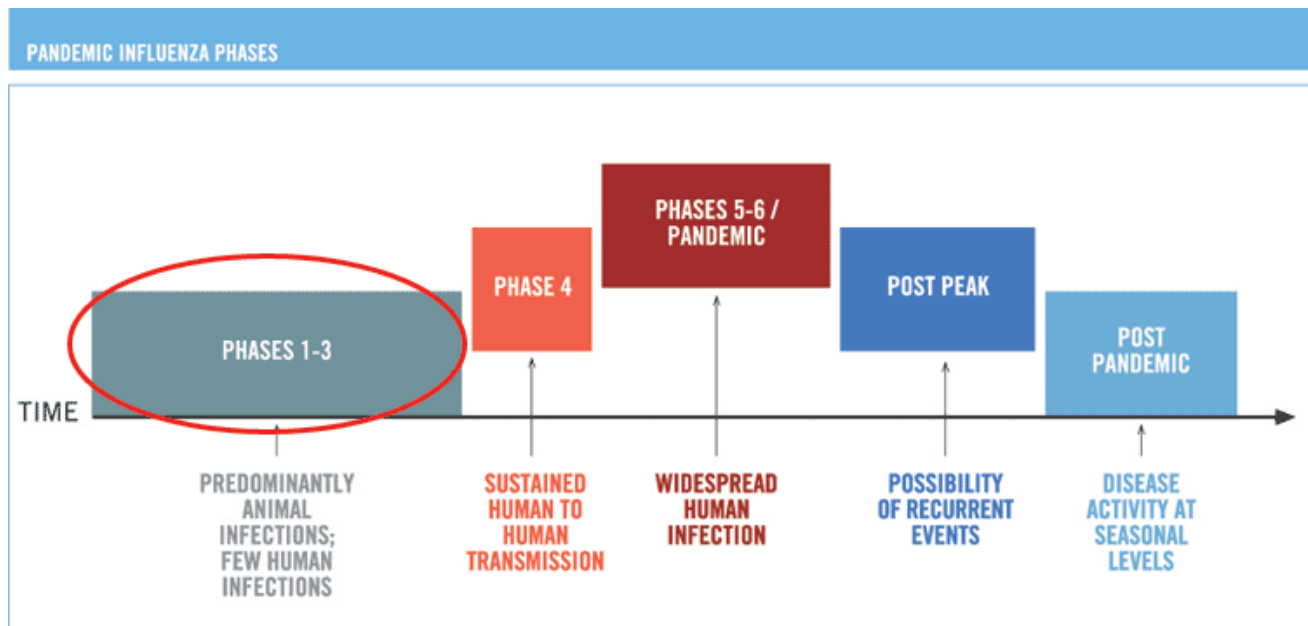 PANDEMIC INFLUENZA PHASES
PHASES 5-6 /
PANDEMIC
PHASE 4
POST PEAK
PHASES 1-3
POST
PANDEMIC
TIME
PREDOMINANTLY
ANIMAL
INFECTIONS;
FEW HUMAN
INFECTIONS
SUSTAINED
HUMAN TO
HUMAN
TRANSMISSION
WIDESPREAD
HUMAN
INFECTION
POSSIBILITY
OF RECURRENT
EVENTS
DISEASE
ACTIVITY AT
SEASONAL
LEVELS